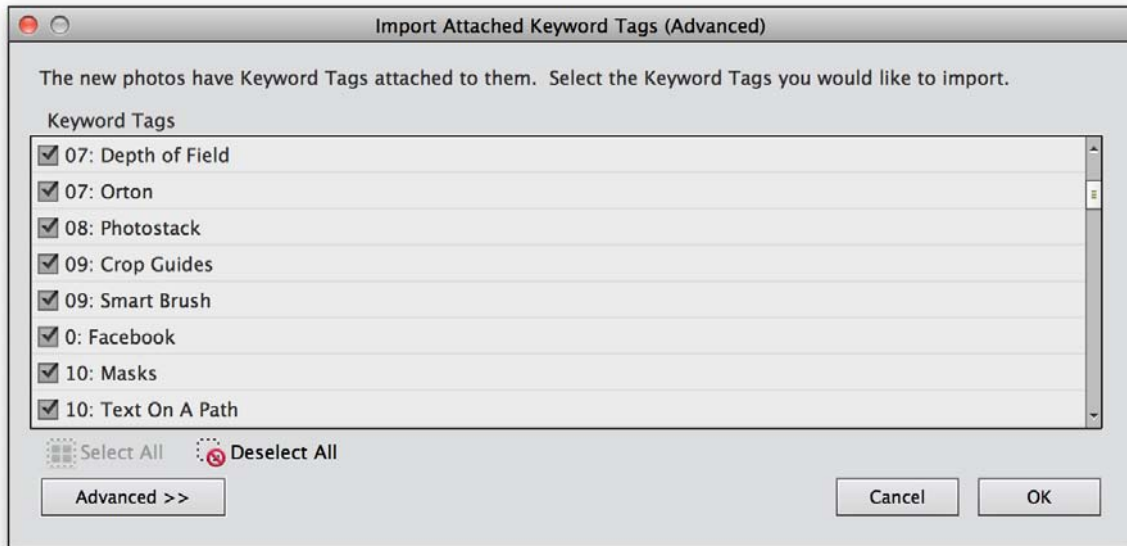 Import Attached Keyword Tags (Advanced)
The new photos have Keyword Tags attached to them.  Select the Keyword Tags you would like to import.
Keyword Tags
07: Depth of Field
07: Orton
08: Photostack
09: Crop Guides
09: Smart Brush
0: Facebook
10: Masks
10: Text On A Path
Select All Deselect All
Advanced >> Cancel OK